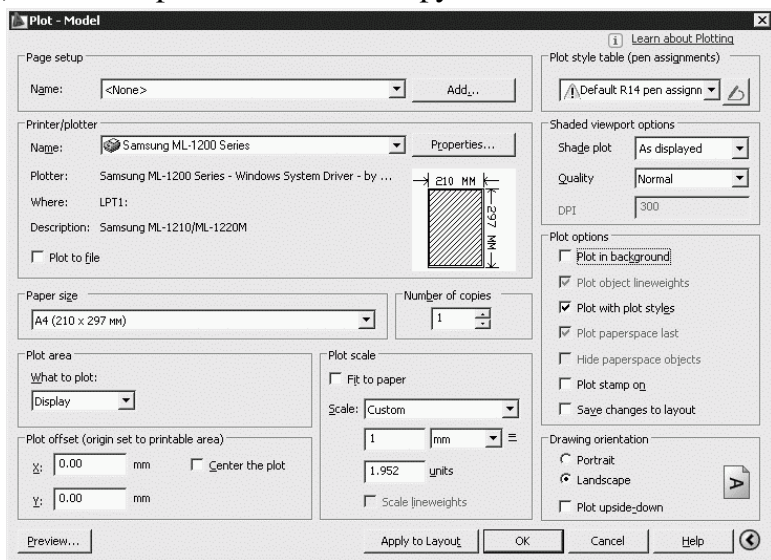 Plot - Model
Learn about Plotting
Page setup
Name:
<None>
Add...
Plot style table (pen assignments)
Default R14 pen assignn
Printer/plotter
Name:
Samsung ML-1200 Series
Properties...
Plotter:
Samsung ML-1200 Series - Windows System Driver - by ...
Where:
LPT1:
Description:
Samsung ML-1210/ML-1220M
Plot to file
210 MM
297 MM
Shaded viewport options
Shade plot
As displayed
Quality
Normal
DPI
300
Paper size
A4 (210 x 297 мм)
Number of copies
1
Plot options
Plot in background
Plot object lineweights
Plot with plot styles
Plot paperspace last
Hide paperspace objects
Plot stamp on
Save changes to layout
Plot area
What to plot:
Display
Plot scale
Fit to paper
Scale:
Custom
1
mm
=
1.952
units
Scale lineweights
Plot offset (origin set to printable area)
X:
0.00
mm
Center the plot
Y:
0.00
mm
Drawing orientation
Portrait
Landscape
Plot upside-down
A
Preview...
Apply to Layout
OK
Cancel
Help